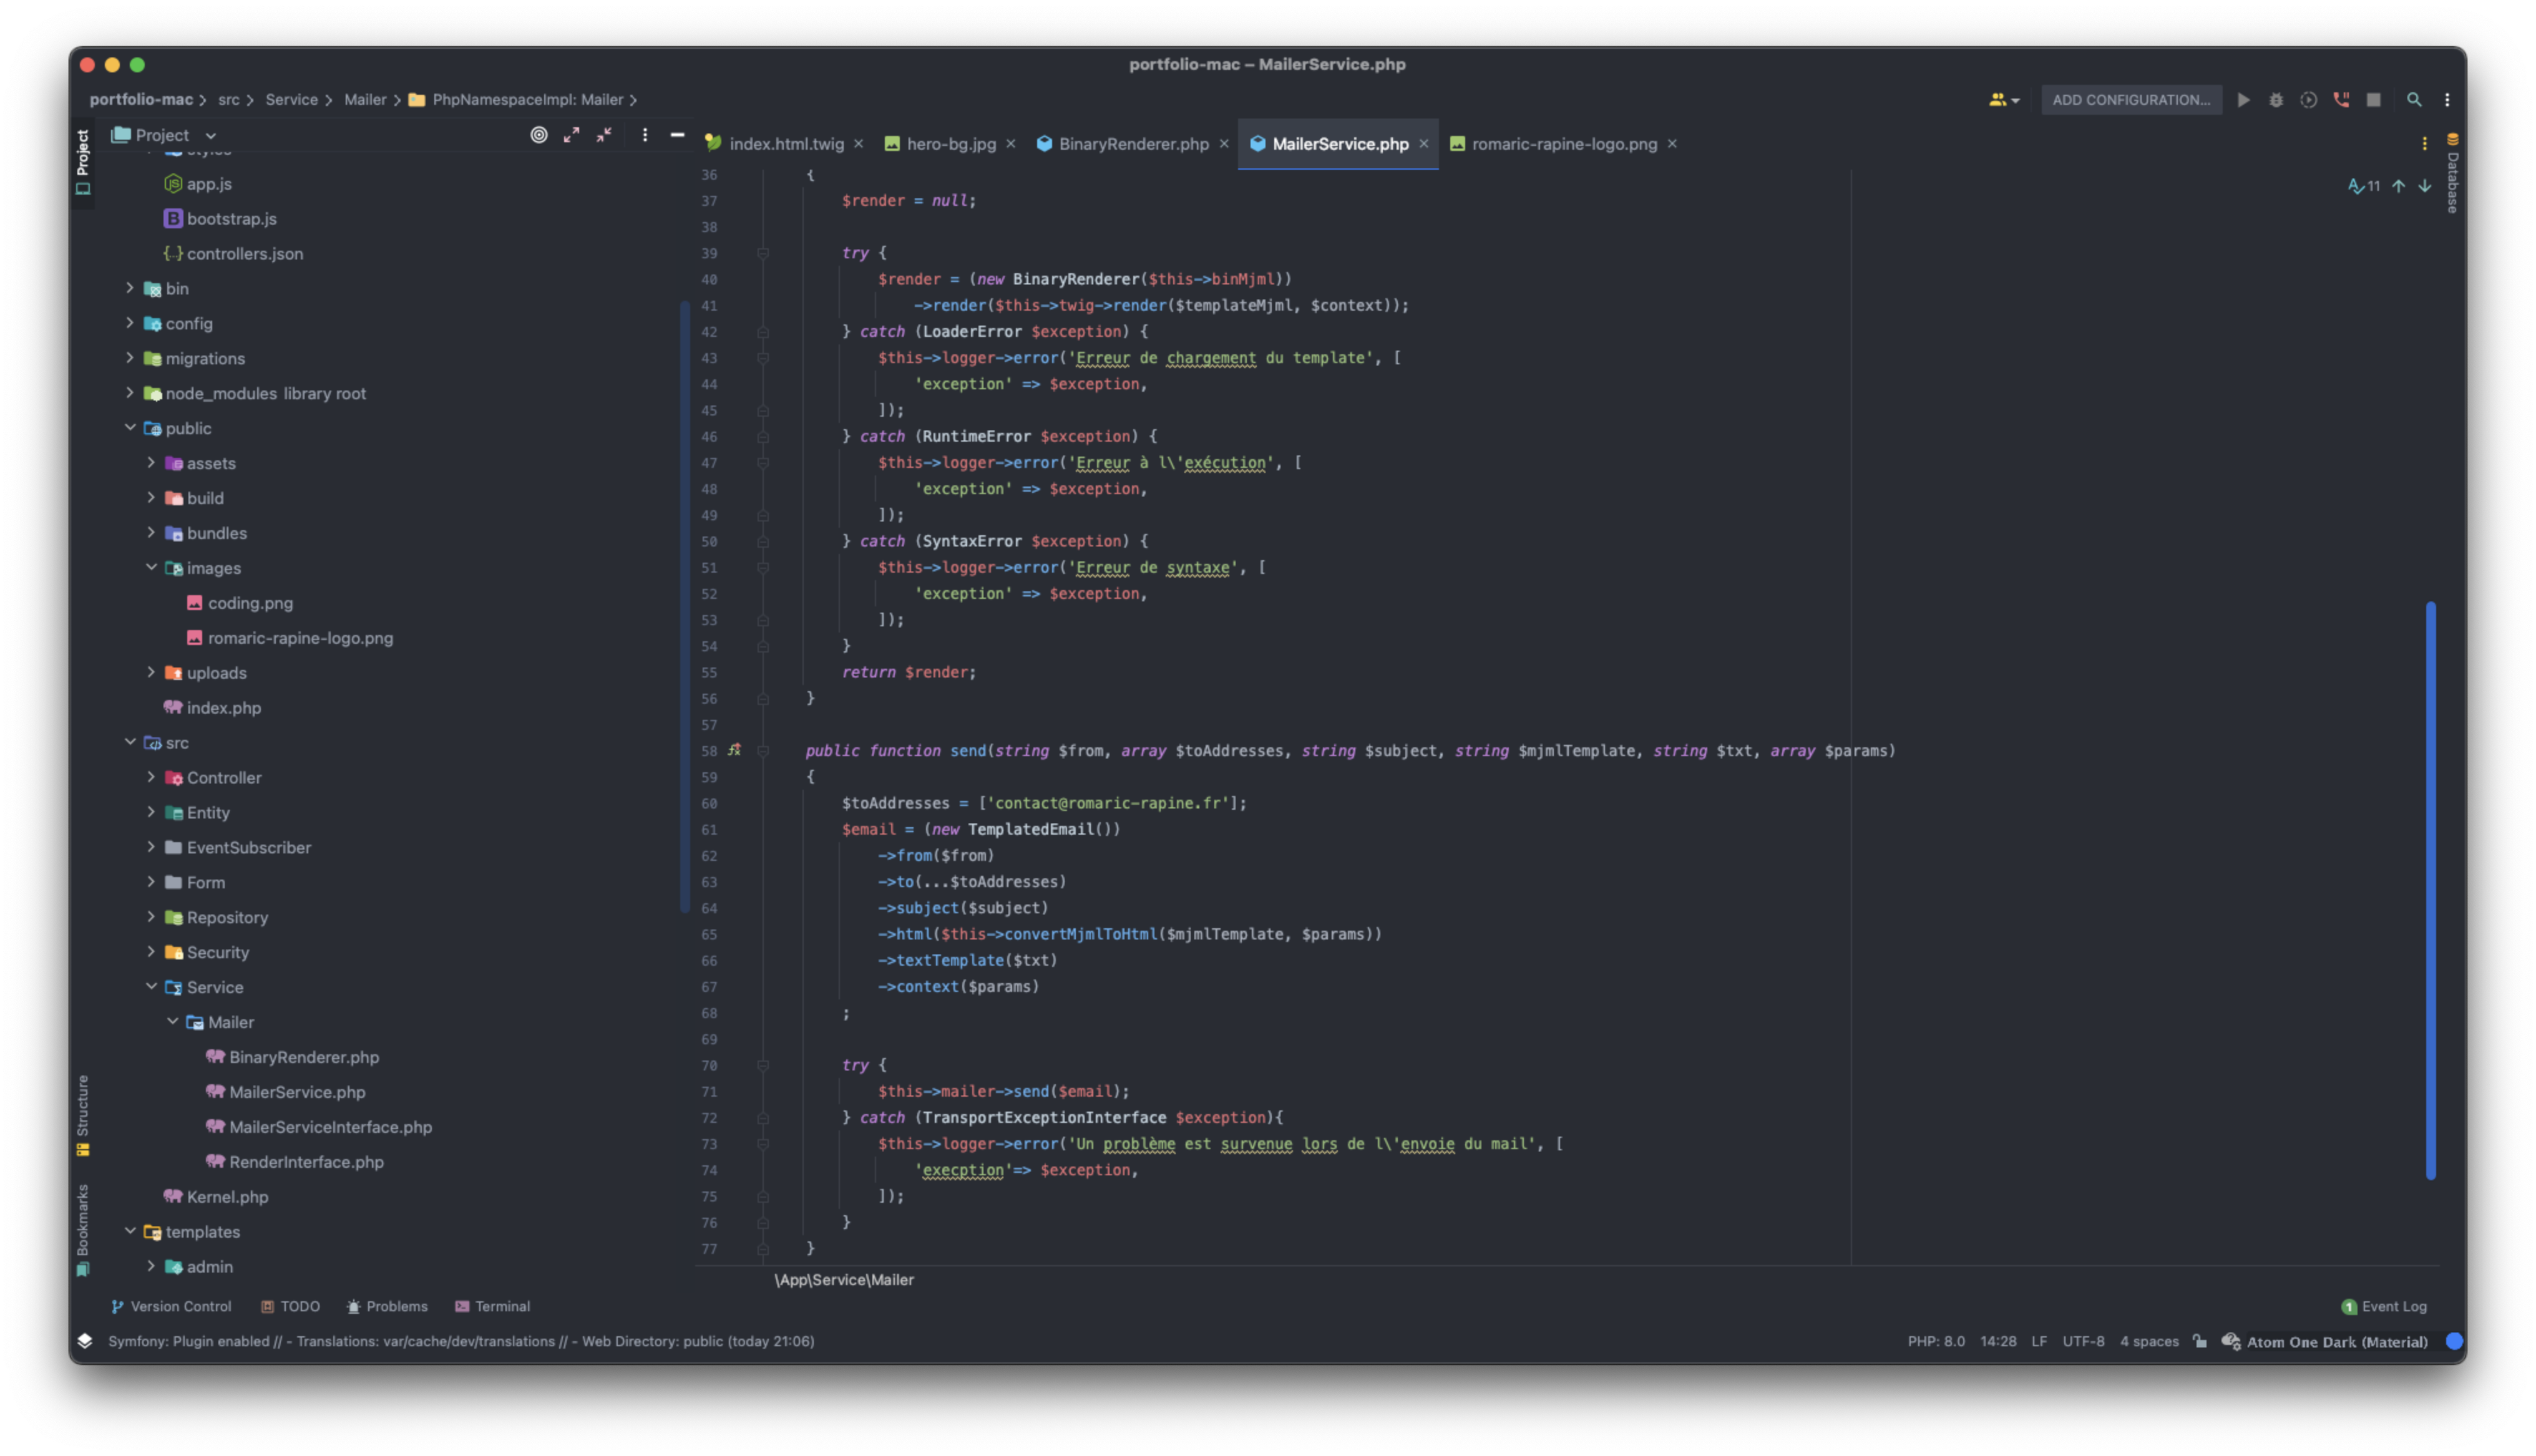 portfolio-mac – MailerService.php
portfolio-mac src Service Mailer PhpNamespaceImpl: Mailer
ADD CONFIGURATION...
Project
Project
index.html.twig
hero-bg.jpg
BinaryRenderer.php
MailerService.php
romaric-rapine-logo.png
Database
11
app.js
bootstrap.js
controllers.json
bin
config
migrations
node_modules library root
public
assets
build
bundles
images
coding.png
romaric-rapine-logo.png
uploads
index.php
src
Controller
Entity
EventSubscriber
Form
Repository
Security
Service
Mailer
BinaryRenderer.php
MailerService.php
MailerServiceInterface.php
RenderInterface.php
Kernel.php
templates
admin
Structure
Bookmarks
36 {
37 $render = null;
38
39 try {
40 $render = (new BinaryRenderer($this->binMjml))
41 ->render($this->twig->render($templateMjml, $context));
42 } catch (LoaderError $exception) {
43 $this->logger->error('Erreur de chargement du template', [
44 'exception' => $exception,
45 ]);
46 } catch (RuntimeError $exception) {
47 $this->logger->error('Erreur à l\'exécution', [
48 'exception' => $exception,
49 ]);
50 } catch (SyntaxError $exception) {
51 $this->logger->error('Erreur de syntaxe', [
52 'exception' => $exception,
53 ]);
54 }
55 return $render;
56 }
57
58 public function send(string $from, array $toAddresses, string $subject, string $mjmlTemplate, string $txt, array $params)
59 {
60 $toAddresses = ['contact@romaric-rapine.fr'];
61 $email = (new TemplatedEmail())
62 ->from($from)
63 ->to(...$toAddresses)
64 ->subject($subject)
65 ->html($this->convertMjmlToHtml($mjmlTemplate, $params))
66 ->textTemplate($txt)
67 ->context($params)
68 ;
69
70 try {
71 $this->mailer->send($email);
72 } catch (TransportExceptionInterface $exception){
73 $this->logger->error('Un problème est survenue lors de l\'envoie du mail', [
74 'execption'=> $exception,
75 ]);
76 }
77 }
\App\Service\Mailer
Version Control TODO Problems Terminal
1 Event Log
Symfony: Plugin enabled // - Translations: var/cache/dev/translations // - Web Directory: public (today 21:06)
PHP: 8.0 14:28 LF UTF-8 4 spaces Atom One Dark (Material)